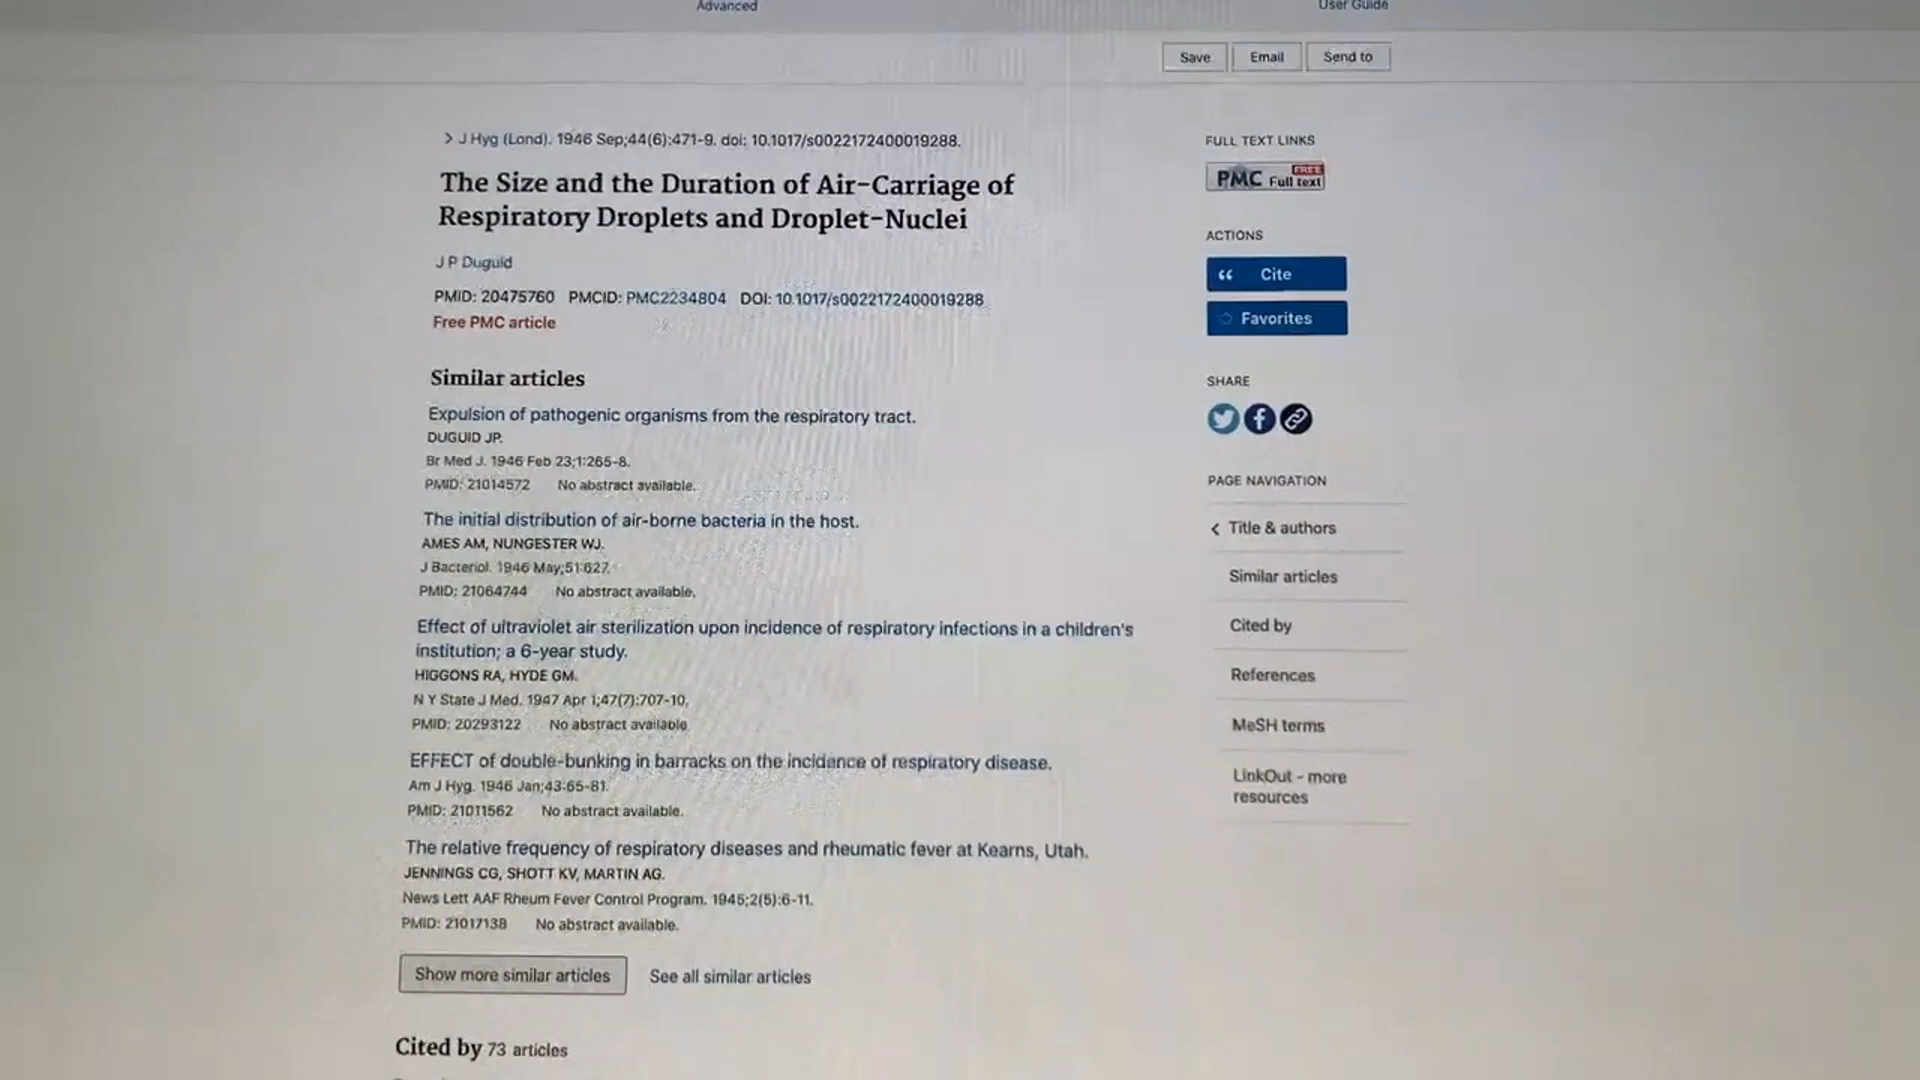 Advanced
User Guide
Save
Email
Send to
> J Hyg (Lond). 1946 Sep;44(6):471-9. doi: 10.1017/s0022172400019288.
The Size and the Duration of Air-Carriage of
Respiratory Droplets and Droplet-Nuclei
J P Duguid
PMID: 20475760 PMCID: PMC2234804 DOI: 10.1017/s0022172400019288
Free PMC article
Similar articles
Expulsion of pathogenic organisms from the respiratory tract.
DUGUID JP.
Br Med J. 1946 Feb 23;1:265-8.
PMID: 21014572 No abstract available.
The initial distribution of air-borne bacteria in the host.
AMES AM, NUNGESTER WJ.
J Bacteriol. 1946 May;51:627.
PMID: 21064744 No abstract available.
Effect of ultraviolet air sterilization upon incidence of respiratory infections in a children's
institution; a 6-year study.
HIGGONS RA, HYDE GM.
N Y State J Med. 1947 Apr 1;47(7):707-10.
PMID: 20293122 No abstract available.
EFFECT of double-bunking in barracks on the incidence of respiratory disease.
Am J Hyg. 1946 Jan;43:65-81.
PMID: 21011562 No abstract available.
The relative frequency of respiratory diseases and rheumatic fever at Kearns, Utah.
JENNINGS CG, SHOTT KV, MARTIN AG.
News Lett AAF Rheum Fever Control Program. 1945;2(5):6-11.
PMID: 21017138 No abstract available.
Show more similar articles
See all similar articles
Cited by 73 articles
FULL TEXT LINKS
PMC FREE Full text
ACTIONS
Cite
Favorites
SHARE
PAGE NAVIGATION
< Title & authors
Similar articles
Cited by
References
MeSH terms
LinkOut - more
resources